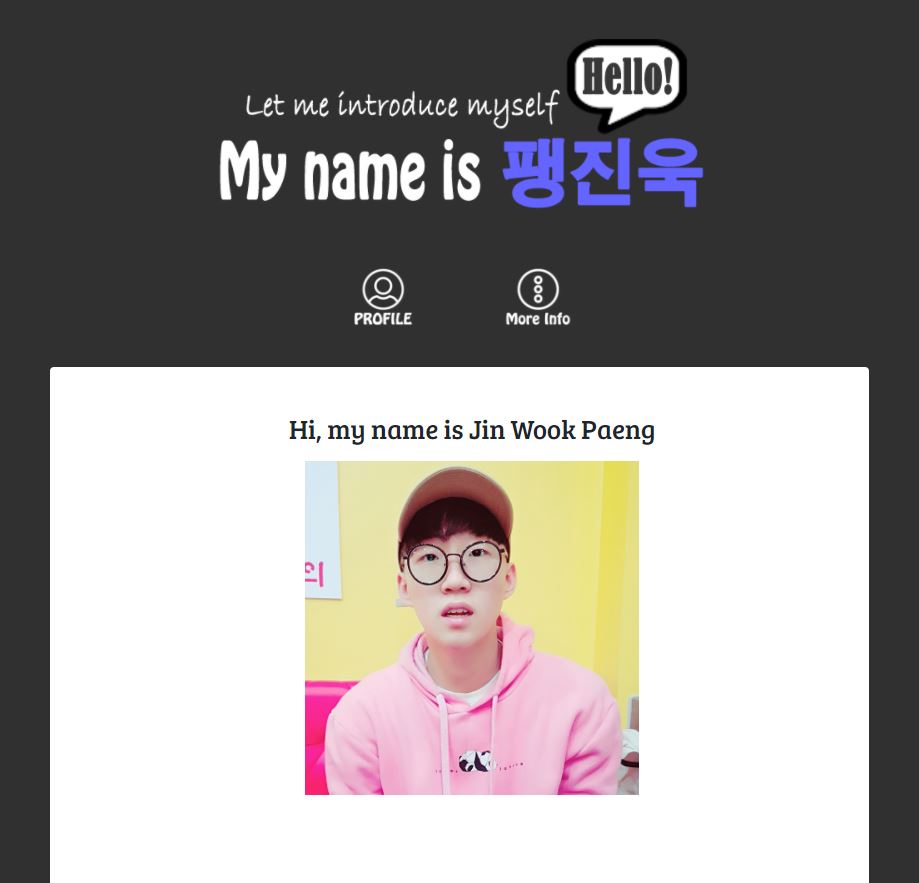 Hello!
Let me introduce myself
My name is 팽진욱
PROFILE
More Info
Hi, my name is Jin Wook Paeng
의